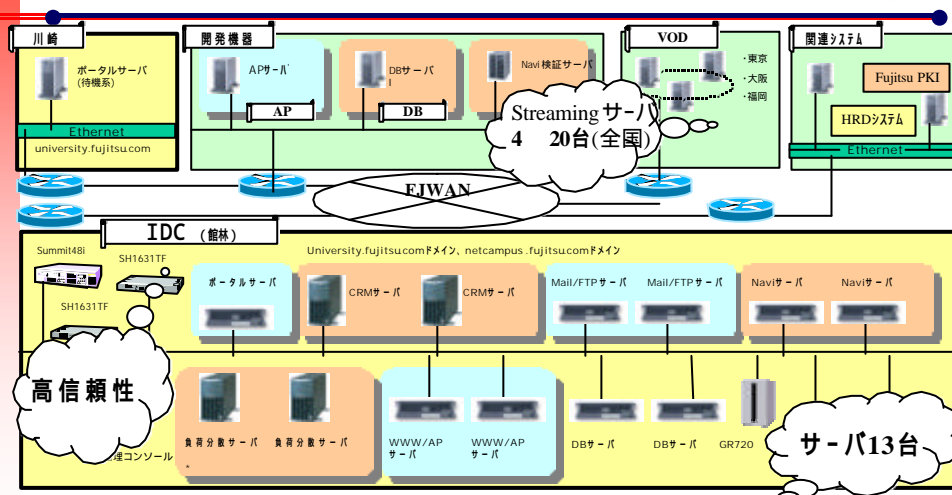 川崎
ポータルサーバ
(待機系)
Ethernet
university.fujitsu.com
開発機器
APサーバ
AP
DBサーバ
DB
Navi検証サーバ
Streamingサーバ
4 20台(全国)
VOD
・東京
・大阪
・福岡
関連システム
Fujitsu PKI
HRDシステム
Ethernet
FJWAN
IDC (館林)
Summit48i
SH1631TF
SH1631TF
University.fujitsu.comドメイン、netcampus.fujitsu.comドメイン
ポータルサーバ
CRMサーバ
CRMサーバ
Mail/FTPサーバ
Mail/FTPサーバ
Naviサーバ
Naviサーバ
高信頼性
理コンソール
負荷分散サーバ
*
負荷分散サーバ
WWW/AP
サーバ
WWW/AP
サーバ
DBサーバ
DBサーバ
GR720
サーバ13台